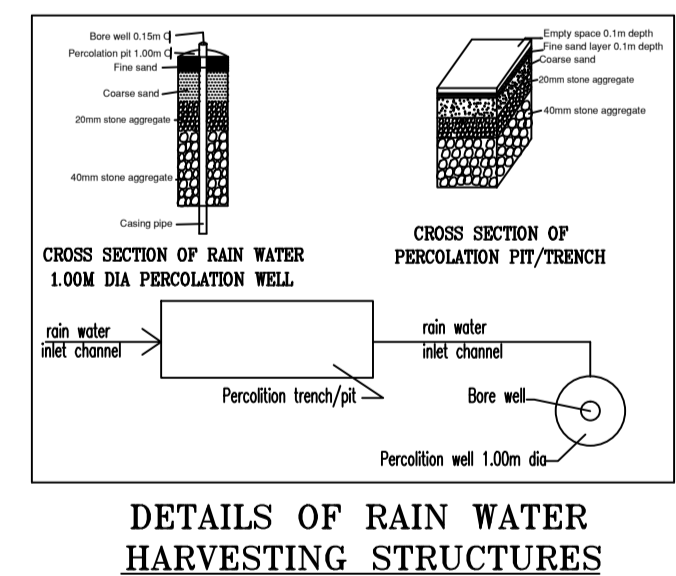 Bore well 0.15m
Percolation pit 1.00m
Fine sand
Coarse sand
20mm stone aggregate
40mm stone aggregate
Casing pipe
CROSS SECTION OF RAIN WATER
1.00M DIA PERCOLATION WELL
Empty space 0.1m depth
Fine sand layer 0.1m depth
Coarse sand
20mm stone aggregate
40mm stone aggregate
CROSS SECTION OF
PERCOLATION PIT/TRENCH
rain water
inlet channel
Percolition trench/pit
rain water
inlet channel
Bore well
Percolition well 1.00m dia
DETAILS OF RAIN WATER
HARVESTING STRUCTURES